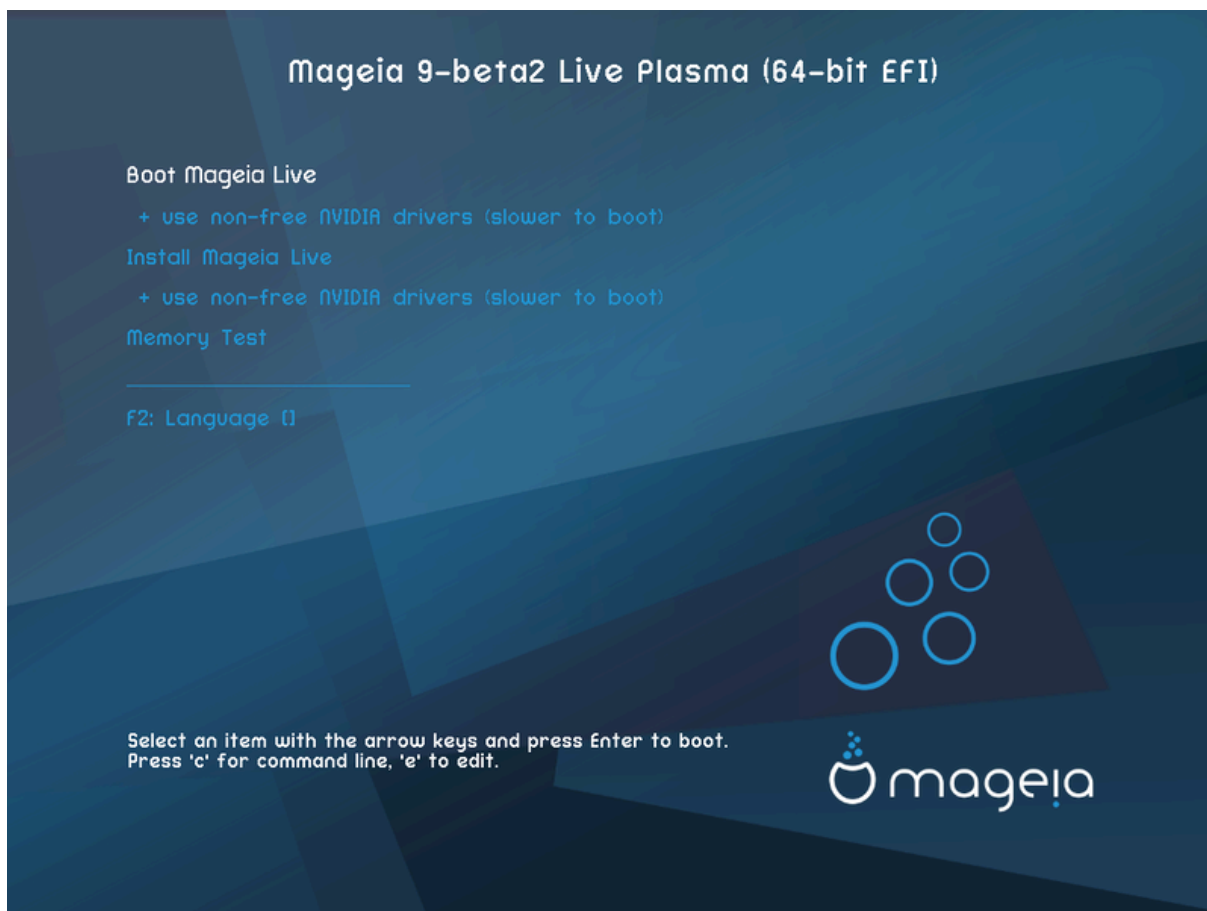 Mageia 9-beta2 Live Plasma (64-bit EFI)
Boot Mageia Live
+ use non-free NVIDIA drivers (slower to boot)
Install Mageia Live
+ use non-free NVIDIA drivers (slower to boot)
Memory Test
F2: Language []
Select an item with the arrow keys and press Enter to boot.
Press 'c' for command line, 'e' to edit.
mageia